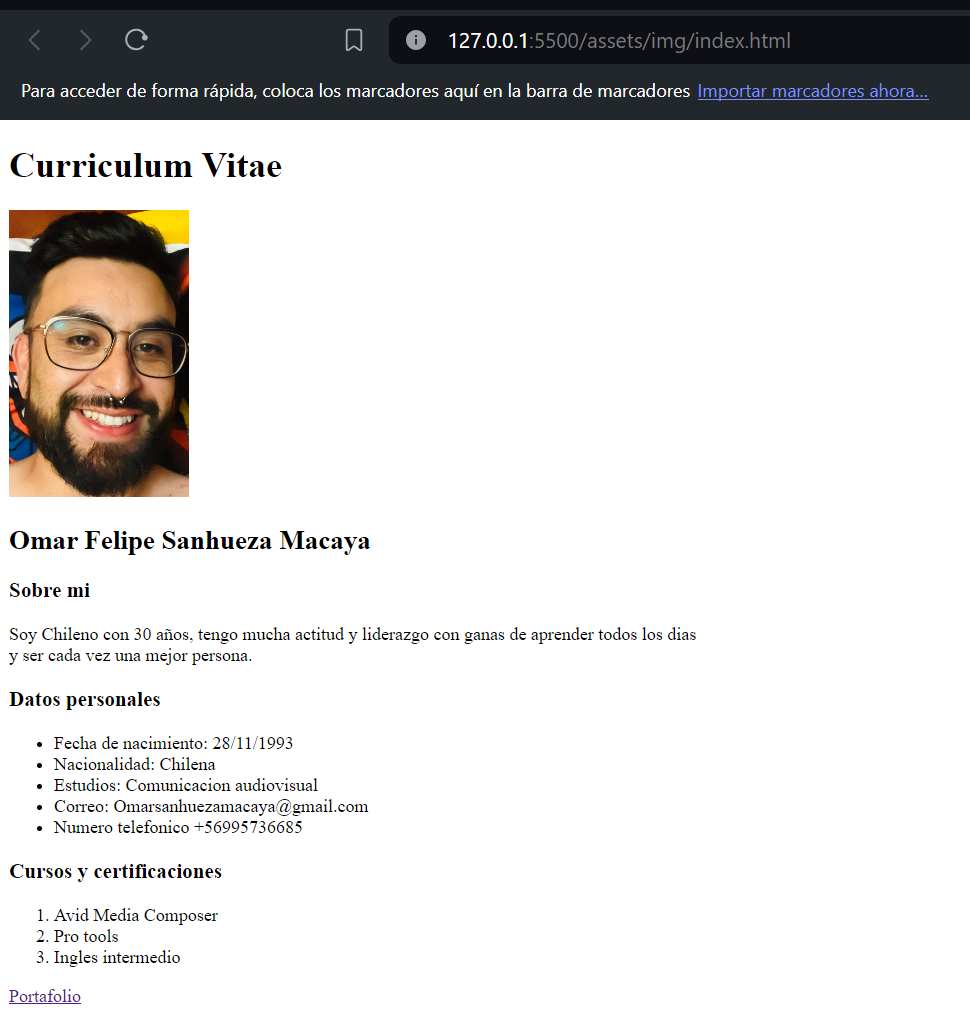 127.0.0.1:5500/assets/img/index.html
Para acceder de forma rápida, coloca los marcadores aquí en la barra de marcadores Importar marcadores ahora...
Curriculum Vitae
Omar Felipe Sanhueza Macaya
Sobre mi
Soy Chileno con 30 años, tengo mucha actitud y liderazgo con ganas de aprender todos los dias
y ser cada vez una mejor persona.
Datos personales
• Fecha de nacimiento: 28/11/1993
• Nacionalidad: Chilena
• Estudios: Comunicacion audiovisual
• Correo: Omarsanhuezamacaya@gmail.com
• Numero telefonico +56995736685
Cursos y certificaciones
1. Avid Media Composer
2. Pro tools
3. Ingles intermedio
Portafolio